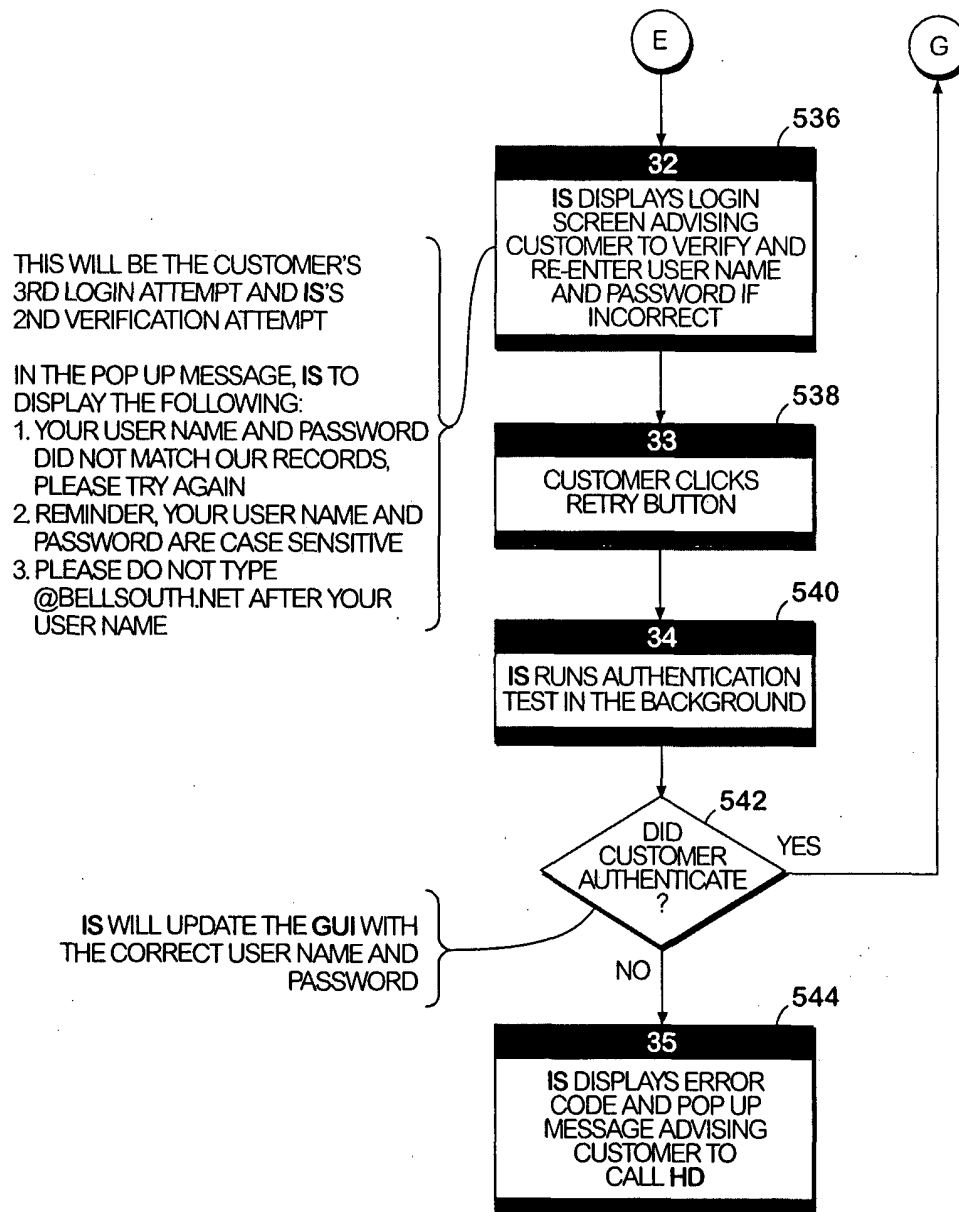 E
G
536
32
IS DISPLAYS LOGIN
SCREEN ADVISING
CUSTOMER TO VERIFY AND
RE-ENTER USER NAME
AND PASSWORD IF
INCORRECT
THIS WILL BE THE CUSTOMER'S
3RD LOGIN ATTEMPT AND IS'S
2ND VERIFICATION ATTEMPT
IN THE POP UP MESSAGE, IS TO
DISPLAY THE FOLLOWING:
1. YOUR USER NAME AND PASSWORD
DID NOT MATCH OUR RECORDS,
PLEASE TRY AGAIN
2. REMINDER, YOUR USER NAME AND
PASSWORD ARE CASE SENSITIVE
3. PLEASE DO NOT TYPE
@BELLSOUTH.NET AFTER YOUR
USER NAME
538
33
CUSTOMER CLICKS
RETRY BUTTON
540
34
IS RUNS AUTHENTICATION
TEST IN THE BACKGROUND
542
DID
CUSTOMER
AUTHENTICATE
?
YES
IS WILL UPDATE THE GUI WITH
THE CORRECT USER NAME AND
PASSWORD
NO
544
35
IS DISPLAYS ERROR
CODE AND POP UP
MESSAGE ADVISING
CUSTOMER TO
CALL HD